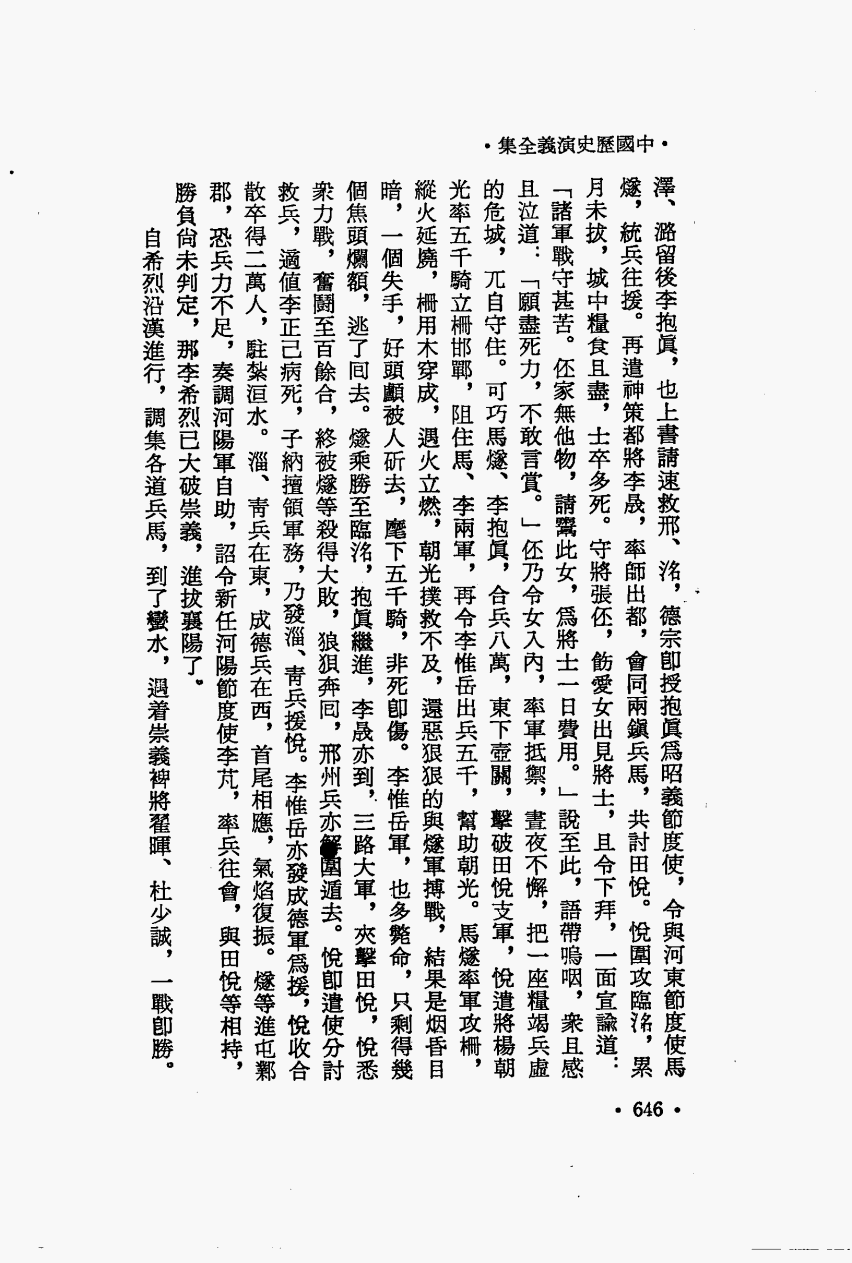 •中國歷史演義全集•
澤、潞留後李抱眞，也上書請速救邢、洺，德宗卽授抱眞爲昭義節度使，令與河東節度使馬
燧，統兵往援。再遣神策都將李晟，率師出都，會同兩鎭兵馬，共討田悅。悅圍攻臨洺，累
月未拔，城中糧食且盡，士卒多死。守將張伾，飭愛女出見將士，且令下拜，一面宣諭道：
「諸軍戰守甚苦。伾家無他物，請鬻此女，爲將士一日費用。」說至此，語帶嗚咽，衆且感
且泣道：「願盡死力，不敢言賞。」伾乃令女入內，率軍抵禦，晝夜不懈，把一座糧竭兵虛
的危城，兀自守住。可巧馬燧、李抱眞，合兵八萬，東下壺關，擊破田悅支軍，悅遣將楊朝
光率五千騎立柵邯鄲，阻住馬、李兩軍，再令李惟岳出兵五千，幫助朝光。馬燧率軍攻柵，
縱火延燒，柵用木穿成，遇火立燃，朝光撲救不及，還惡狠狠的與燧軍搏戰，結果是烟昏目
暗，一個失手，好頭顱被人斫去，麾下五千騎，非死卽傷。李惟岳軍，也多斃命，只剩得幾
個焦頭爛額，逃了囘去。燧乘勝至臨洺，抱眞繼進，李晟亦到，三路大軍，夾擊田悅，悅悉
衆力戰，奮鬪至百餘合，終被燧等殺得大敗，狼狽奔囘，邢州兵亦解圍遁去。悅卽遣使分討
救兵，適值李正己病死，子納擅領軍務，乃發淄、靑兵援悅。李惟岳亦發成德軍爲援，悅收合
散卒得二萬人，駐紮洹水。淄、靑兵在東，成德兵在西，首尾相應，氣焰復振。燧等進屯鄴
郡，恐兵力不足，奏調河陽軍自助，詔令新任河陽節度使李芃，率兵往會，與田悅等相持，
勝負尙未判定，那李希烈已大破崇義，進拔襄陽了。
自希烈沿漢進行，調集各道兵馬，到了蠻水，遇着崇義裨將翟暉、杜少誠，一戰卽勝。
•646•